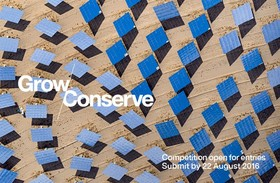 Grow
Conserve
Competition open for entries
Submit by 22 August 2016